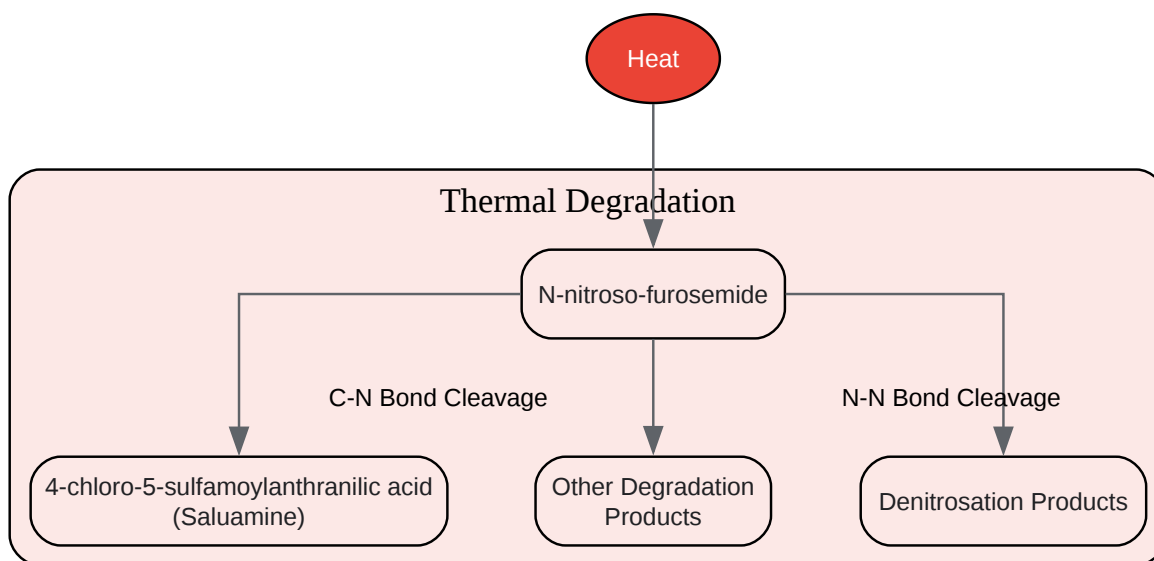 Heat
Thermal Degradation
N-nitroso-furosemide
C-N Bond Cleavage
N-N Bond Cleavage
4-chloro-5-sulfamoylanthranilic acid
(Saluamine)
Other Degradation
Products
Denitrosation Products